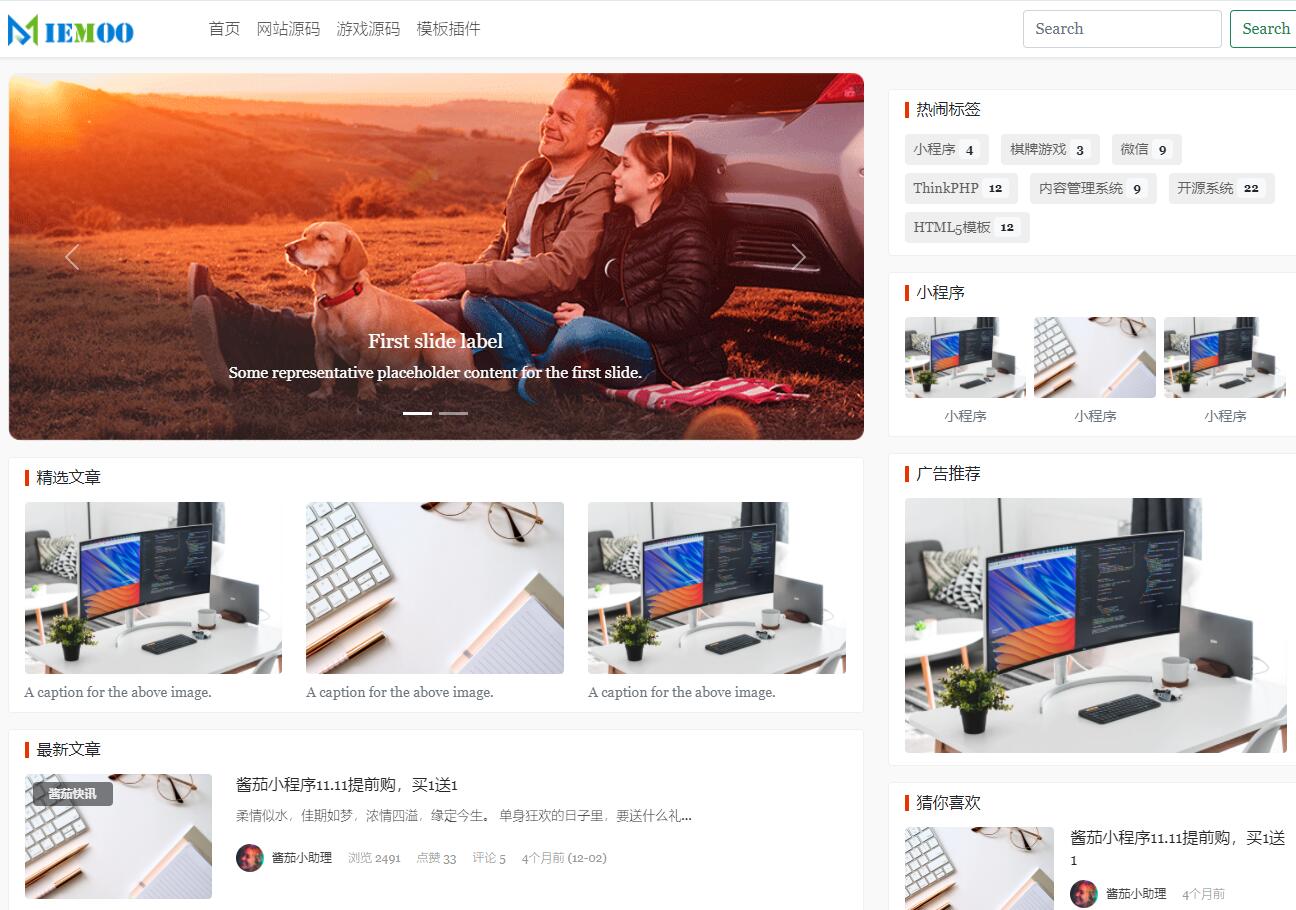 MIEMOO
首页 网站源码 游戏源码 模板插件
Search Search
First slide label
Some representative placeholder content for the first slide.
精选文章
A caption for the above image.
A caption for the above image.
A caption for the above image.
最新文章
酱茄快讯
酱茄小程序11.11提前购，买1送1
柔情似水，佳期如梦，浓情四溢，缘定今生。 单身狂欢的日子里，要送什么礼...
酱茄小助理 浏览 2491 点赞 33 评论 5 4个月前 (12-02)
热闹标签
小程序 4 棋牌游戏 3 微信 9
ThinkPHP 12 内容管理系统 9 开源系统 22
HTML5模板 12
小程序
小程序 小程序 小程序
广告推荐
猜你喜欢
酱茄小程序11.11提前购，买1送
1
酱茄小助理 4个月前